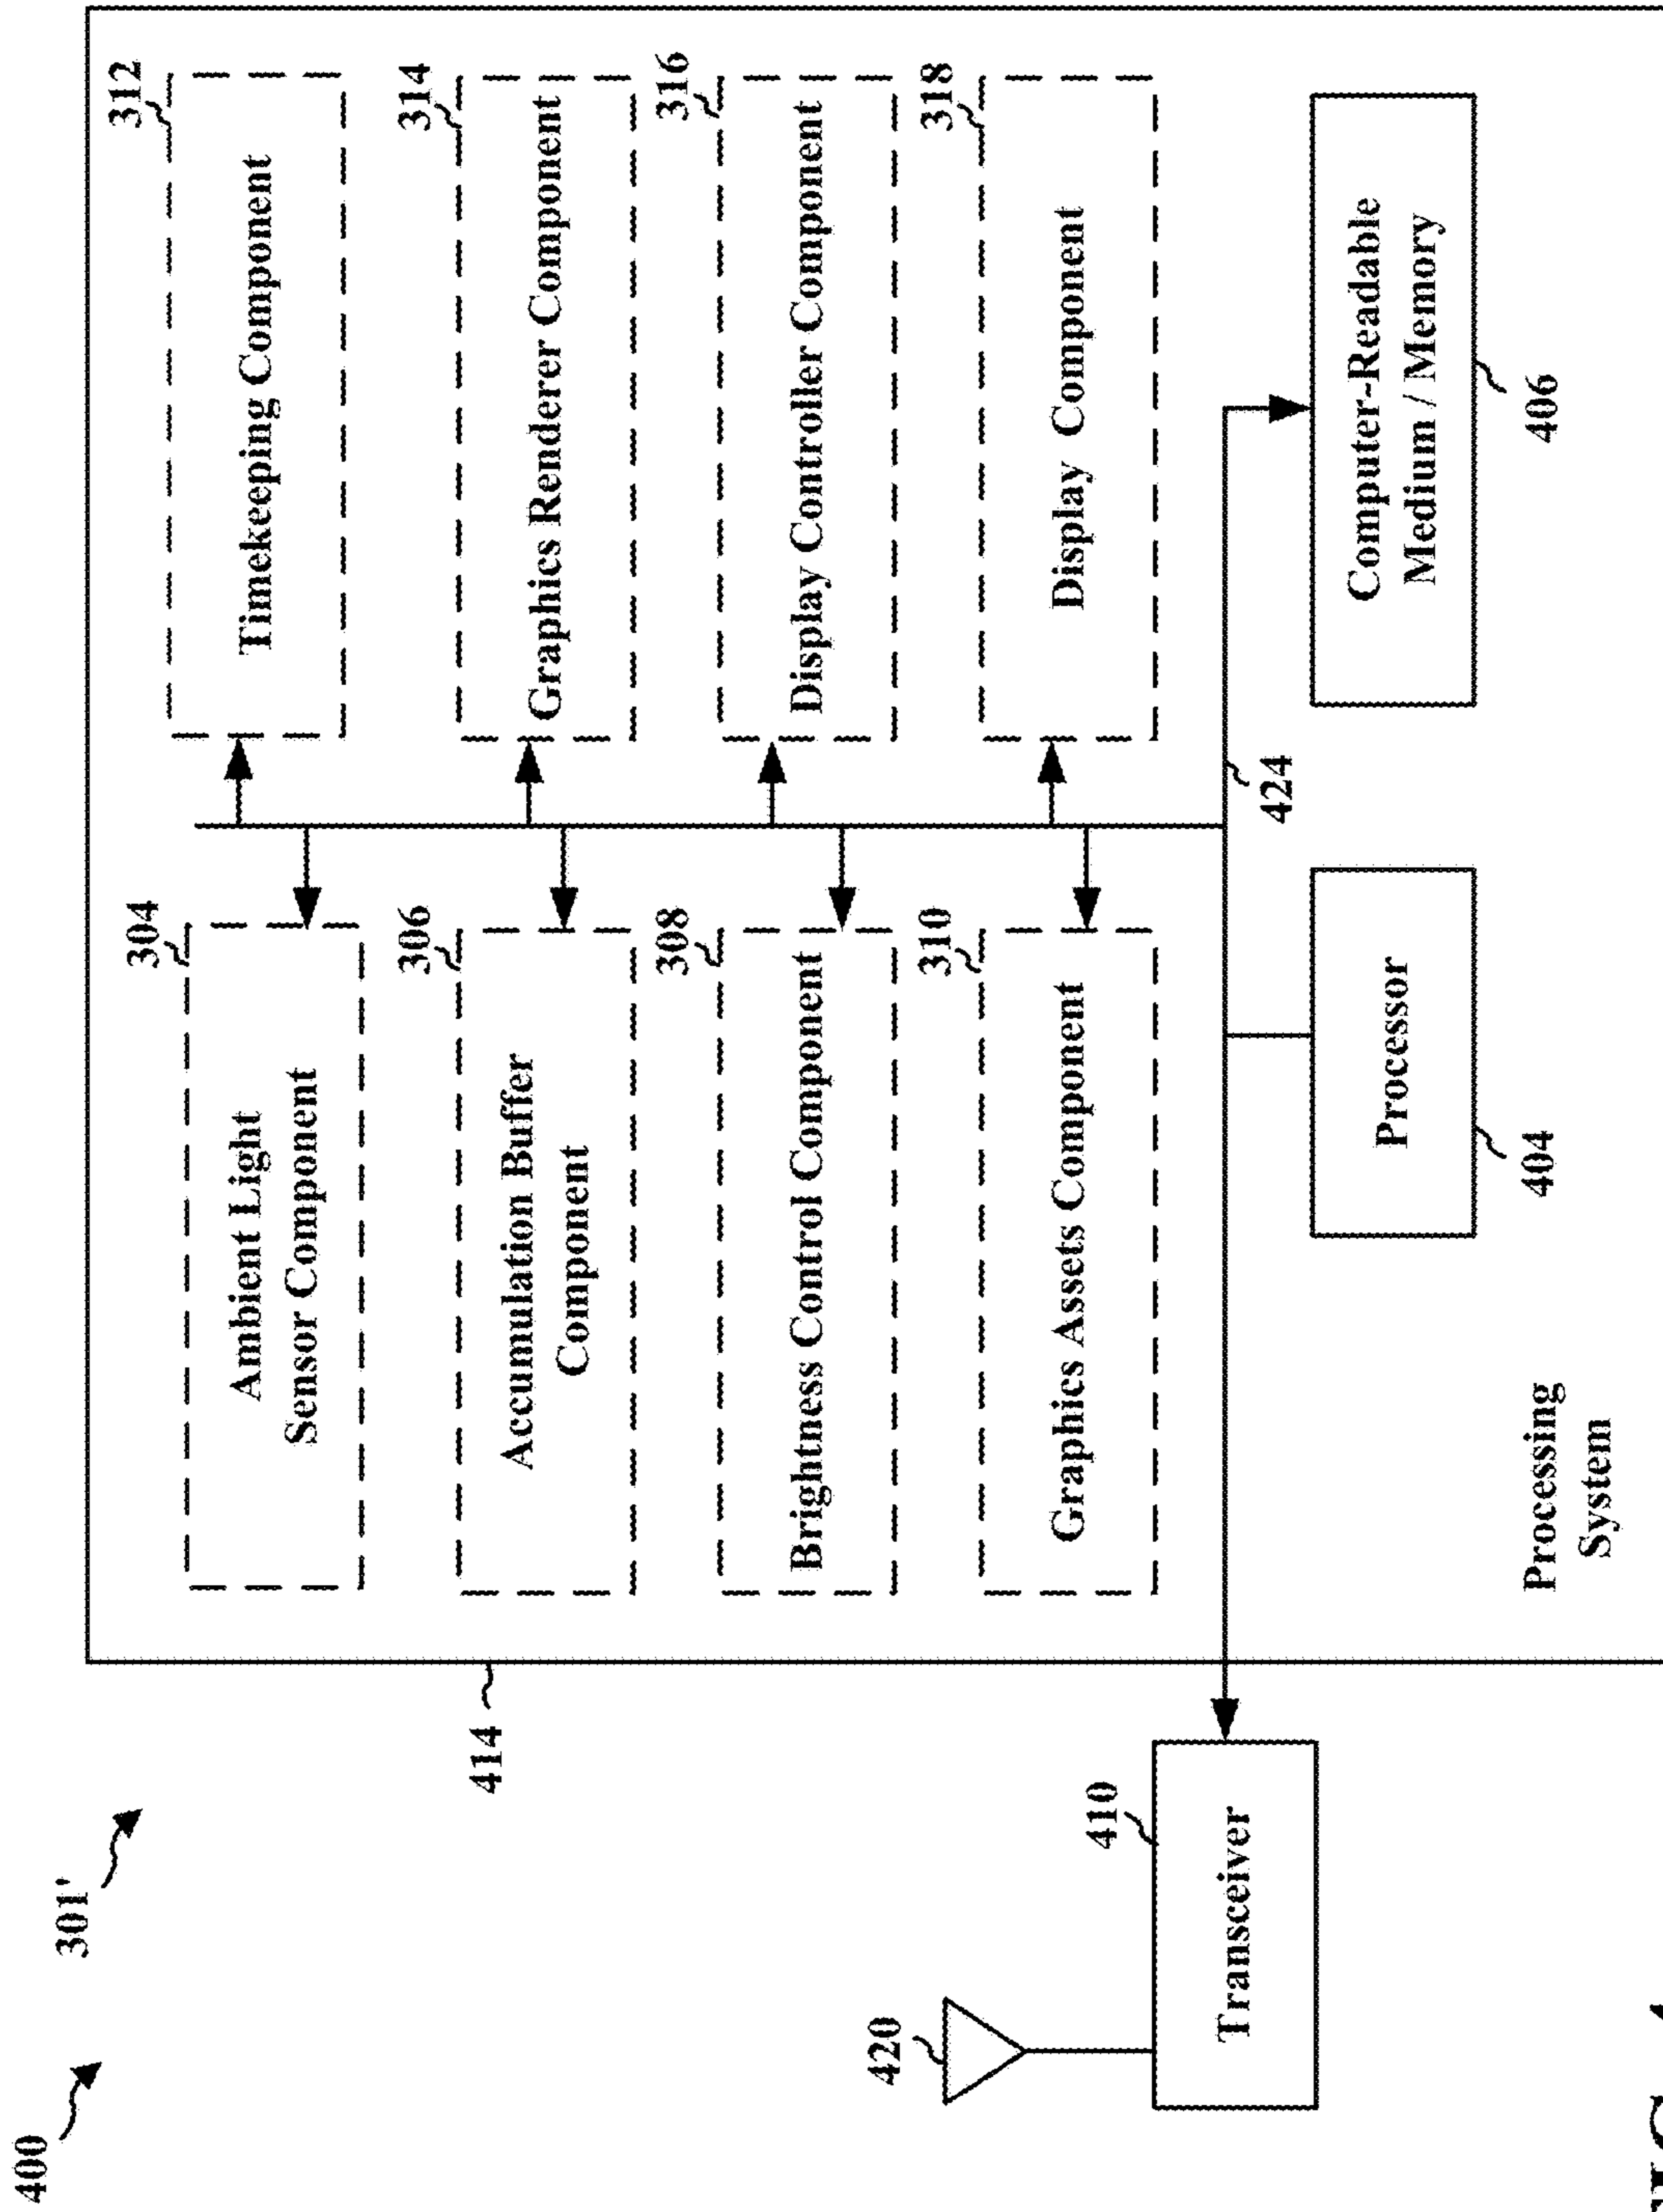 400
301'
414
304
Ambient Light
Sensor Component
312
Timekeeping Component
306
Accumulation Buffer
Component
314
Graphics Renderer Component
308
Brightness Control Component
316
Display Controller Component
310
Graphics Assets Component
318
Display Component
420
410
Transceiver
424
Processor
404
Computer-Readable
Medium / Memory
406
Processing
System